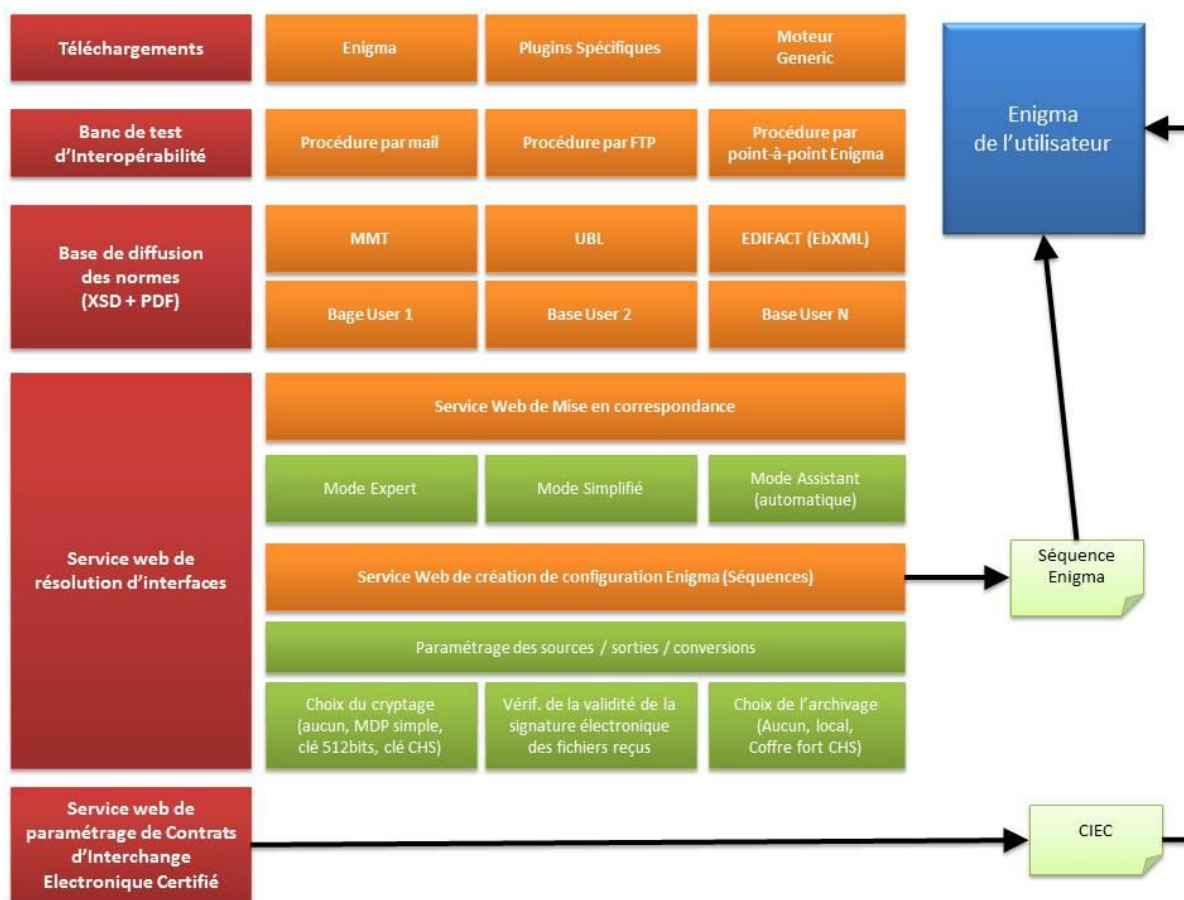 Téléchargements
Enigma
Plugins Spécifiques
Moteur
Generic
Enigma
de l'utilisateur
Banc de test
d'Interopérabilité
Procédure par mail
Procédure par FTP
Procédure par
point-à-point Enigma
Base de diffusion
des normes
(XSD + PDF)
MMT
UBL
EDIFACT (EbXML)
Bage User 1
Base User 2
Base User N
Service web de
résolution d'interfaces
Service Web de Mise en correspondance
Mode Expert
Mode Simplifié
Mode Assistant
(automatique)
Service Web de création de configuration Enigma (Séquences)
Séquence
Enigma
Paramétrage des sources / sorties / conversions
Choix du cryptage
(aucun, MDP simple,
clé 512bits, clé CHS)
Vérif. de la validité de la
signature électronique
des fichiers reçus
Choix de l'archivage
(Aucun, local,
Coffre fort CHS)
Service web de
paramétrage de Contrats
d'Interchange
Electronique Certifié
CIEC